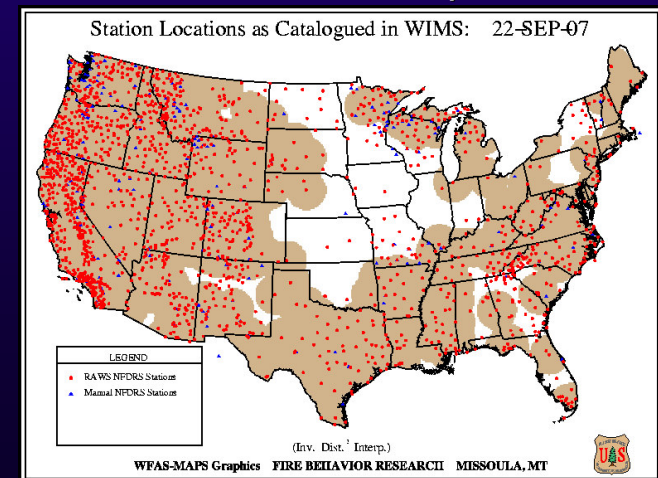 Station Locations as Catalogued in WIMS: 22-SEP-07
LEGEND
RAWS NFDRS Stations
Manual NFDRS Stations
(Inv. Dist.² Interp.)
WFAS-MAPS Graphics FIRE BEHAVIOR RESEARCH MISSOULA, MT
U S